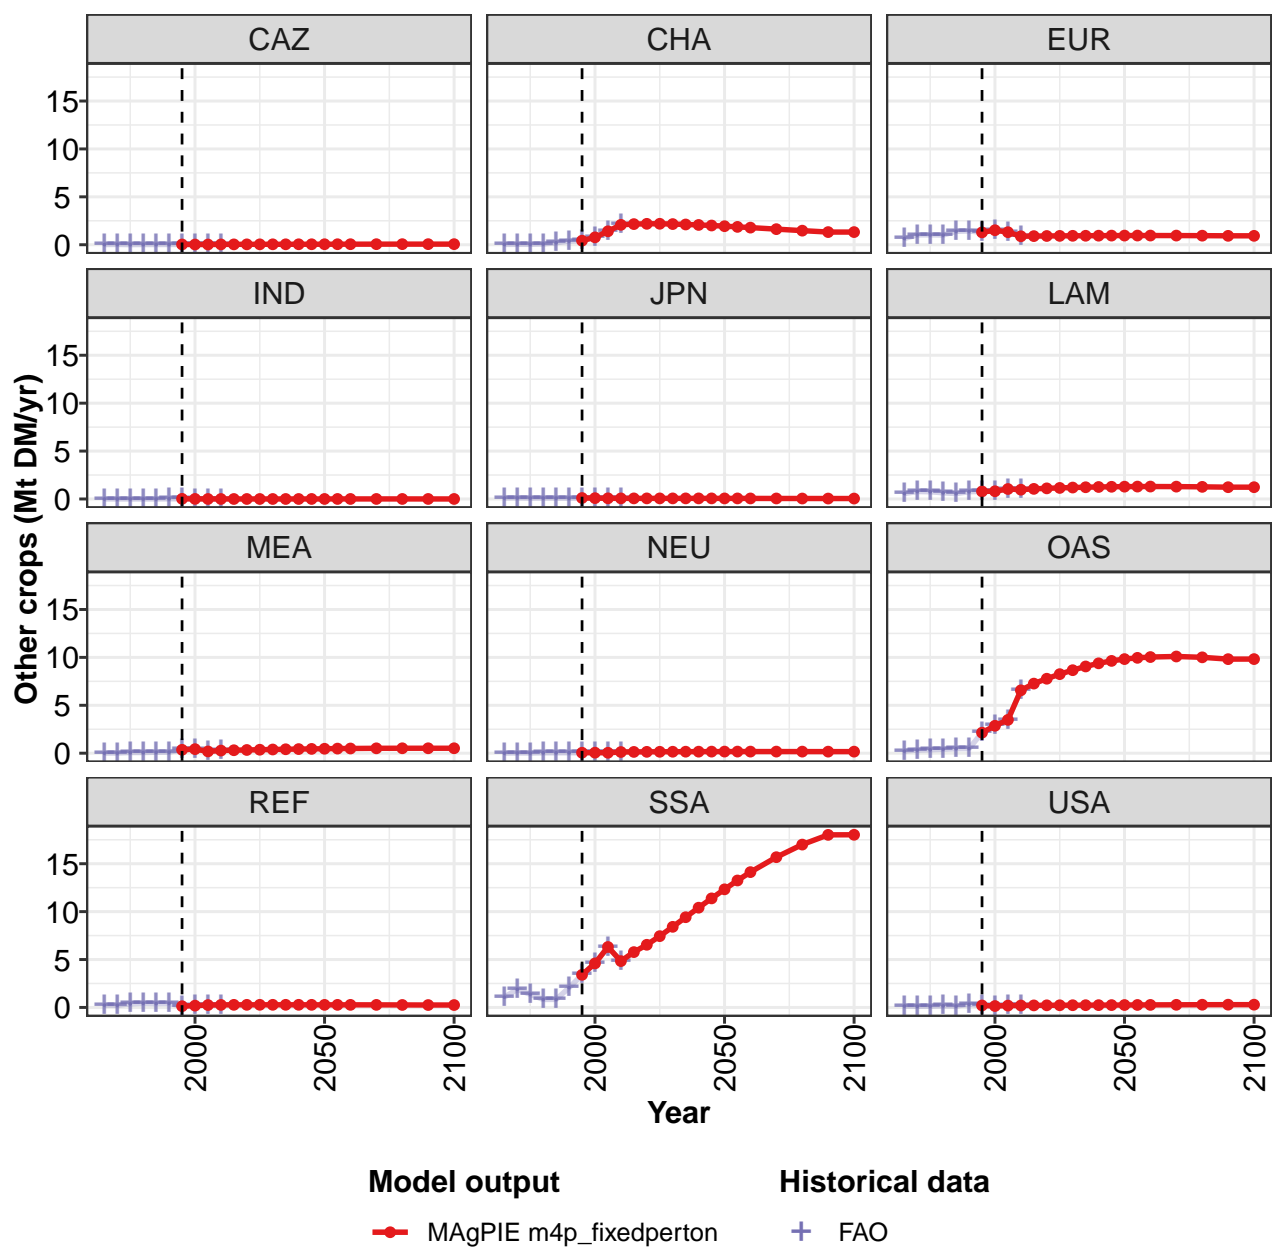 CAZ CHA EUR
15
10
5
0
IND JPN LAM
15
10
5
0
MEA NEU OAS
15
10
5
0
REF SSA USA
15
10
5
0
Other crops (Mt DM/yr)
2000 2050 2100 2000 2050 2100 2000 2050 2100
Year
Model output Historical data
MAgPIE m4p_fixedperton FAO